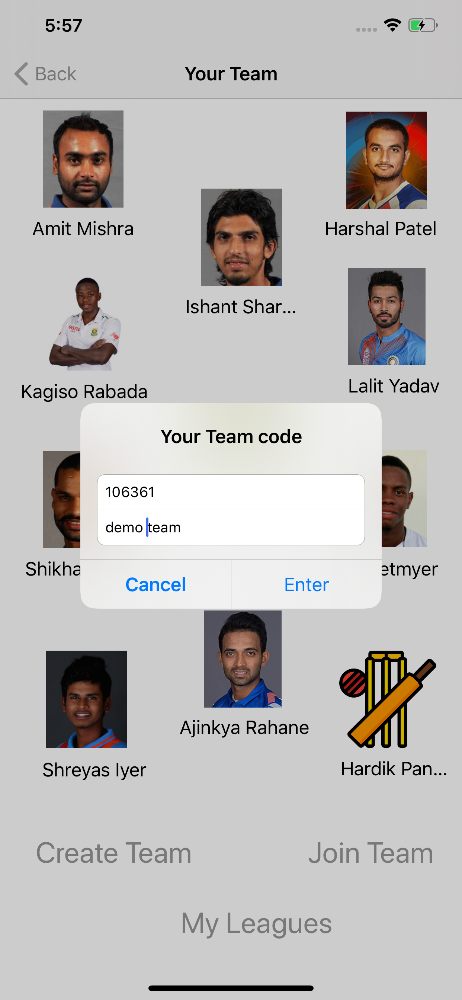 5:57
Back
Your Team
Amit Mishra
Harshal Patel
Ishant Shar...
CASTLE
Kagiso Rabada
Lalit Yadav
Your Team code
106361
demo team
Shikha
etmyer
Cancel
Enter
Ajinkya Rahane
Shreyas Iyer
Hardik Pan...
Create Team
Join Team
My Leagues